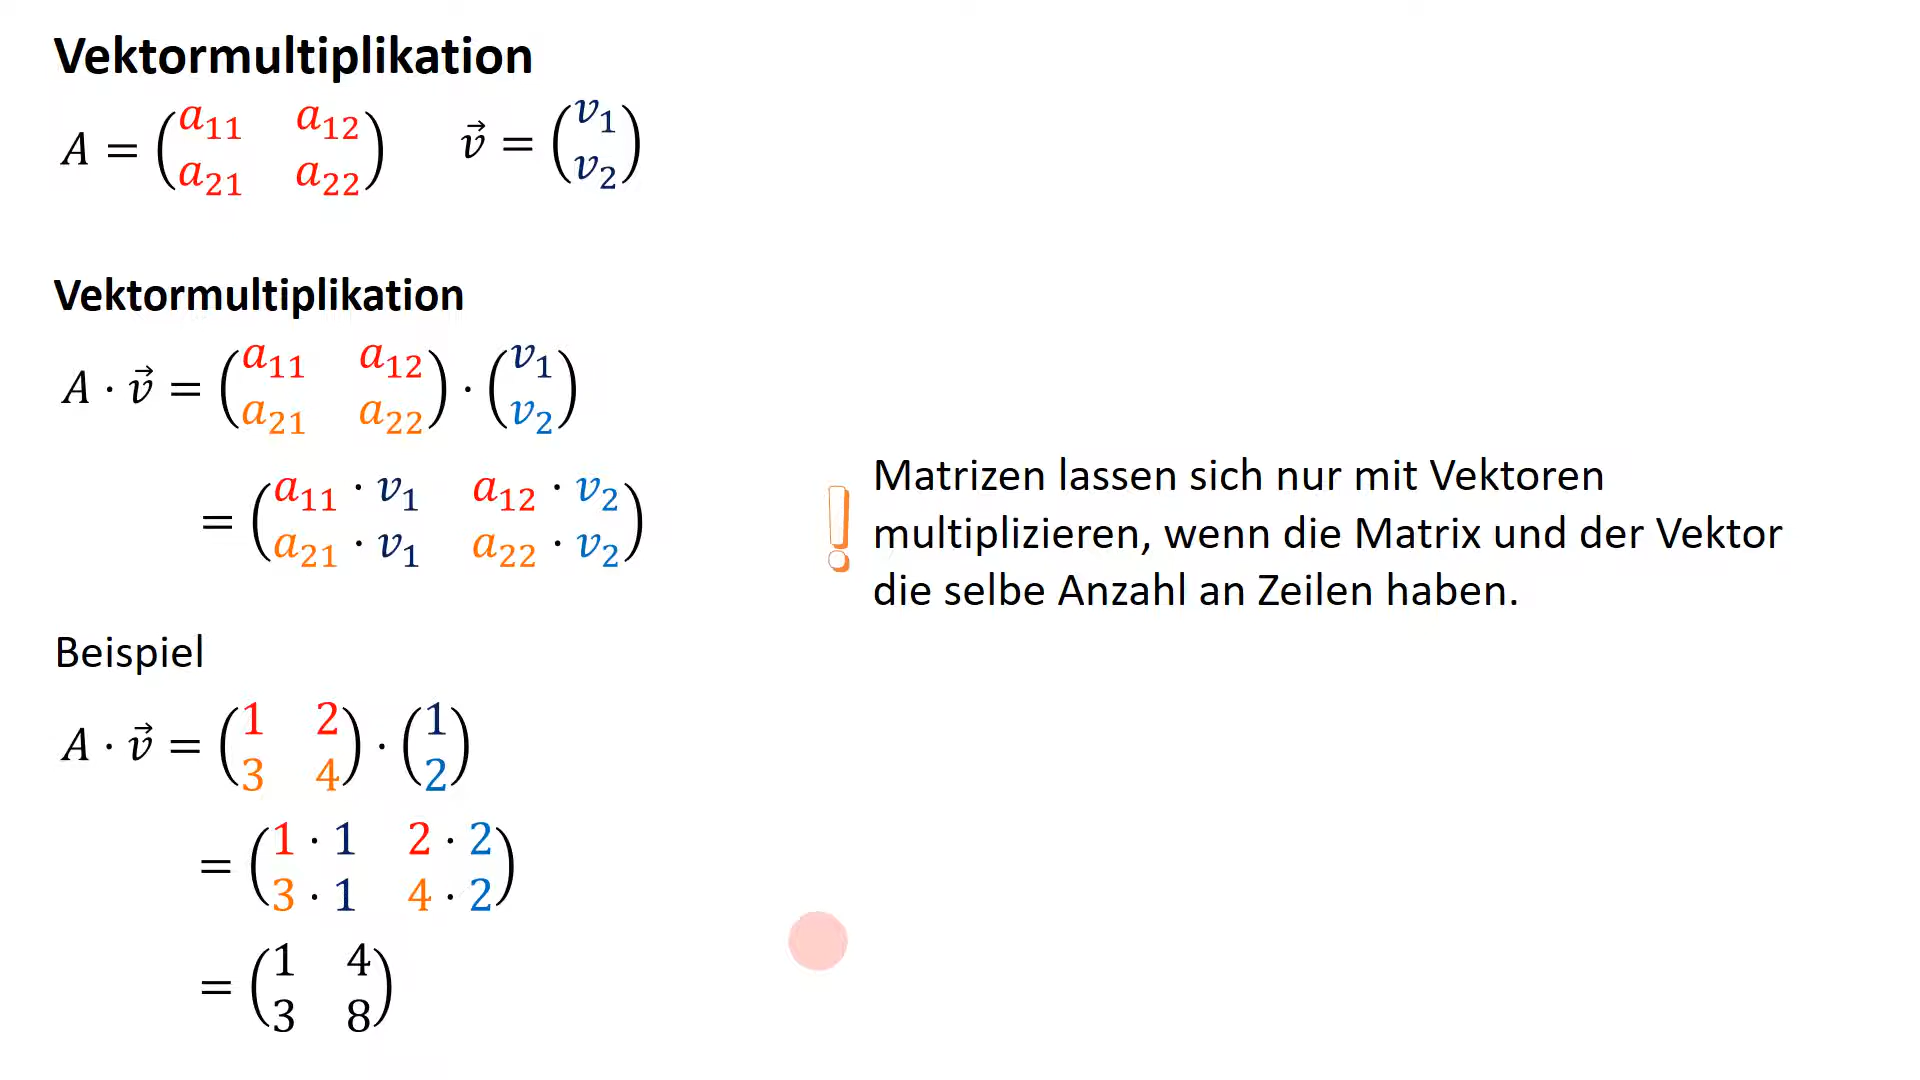 Vektormultiplikation
A = (a₁₁ a₁₂
a₂₁ a₂₂) v⃗ = (v₁
v₂)
Vektormultiplikation
A · v⃗ = (a₁₁ a₁₂
a₂₁ a₂₂) · (v₁
v₂)
= (a₁₁ · v₁ a₁₂ · v₂
a₂₁ · v₁ a₂₂ · v₂)
! Matrizen lassen sich nur mit Vektoren
multiplizieren, wenn die Matrix und der Vektor
die selbe Anzahl an Zeilen haben.
Beispiel
A · v⃗ = (1 2
3 4) · (1
2)
= (1 · 1 2 · 2
3 · 1 4 · 2)
= (1 4
3 8)